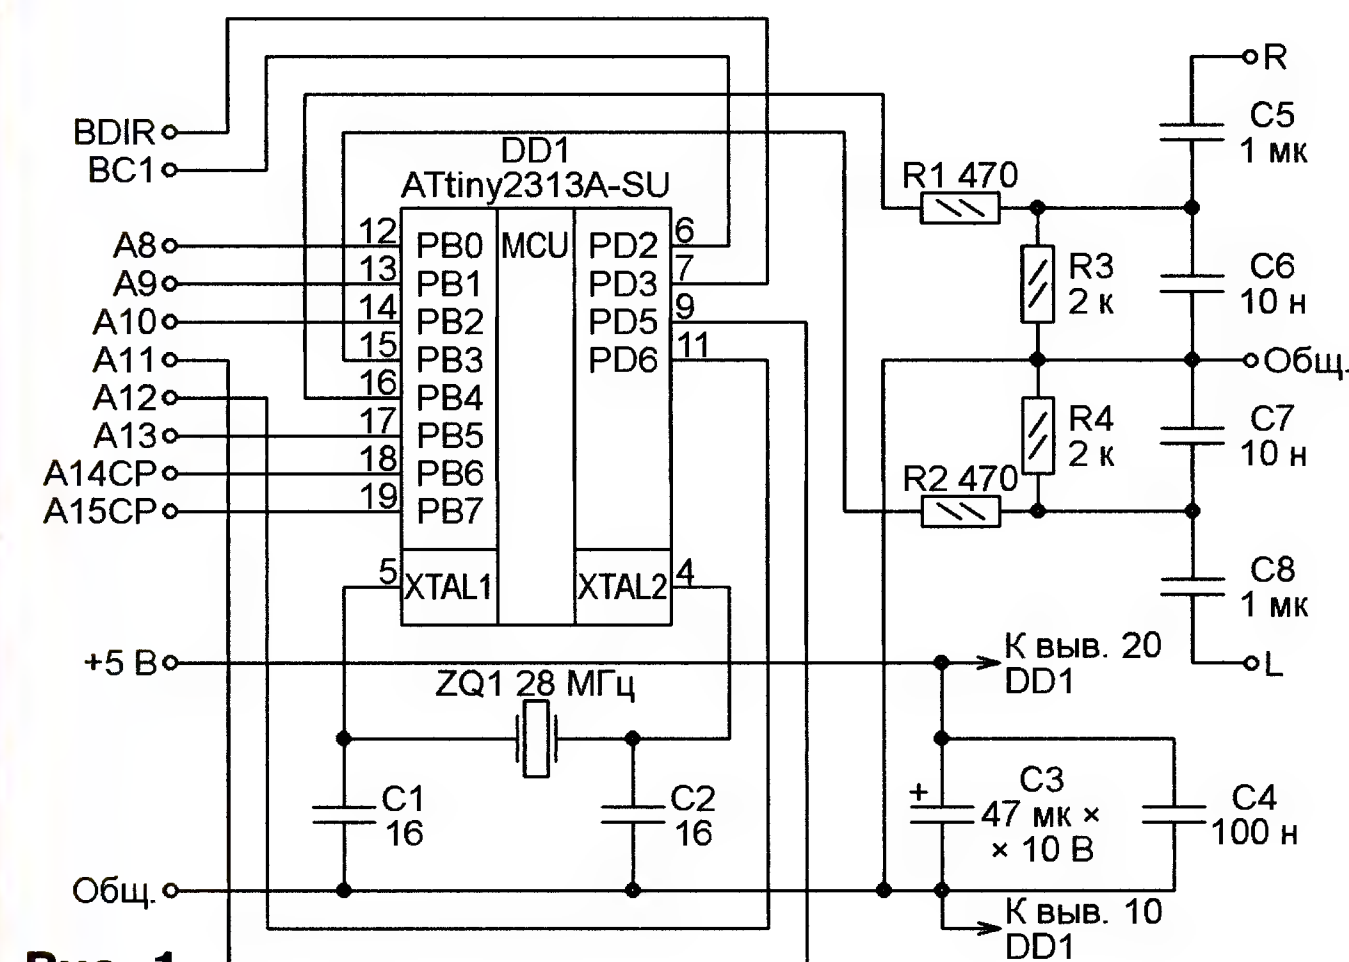 R
C5
1 мк
BDIR
BC1
DD1
ATtiny2313A-SU
R1 470
A8
12
PB0
MCU
PD2
6
A9
13
PB1
PD3
7
R3
2 к
C6
10 н
A10
14
PB2
PD5
9
A11
15
PB3
PD6
11
Общ.
A12
16
PB4
A13
17
PB5
R4
2 к
C7
10 н
A14CP
18
PB6
R2 470
A15CP
19
PB7
5
XTAL1
XTAL2
4
C8
1 мк
+5 В
К выв. 20
DD1
L
ZQ1 28 МГц
C1
16
C2
16
+
C3
47 мк ×
× 10 В
C4
100 н
Общ.
К выв. 10
DD1